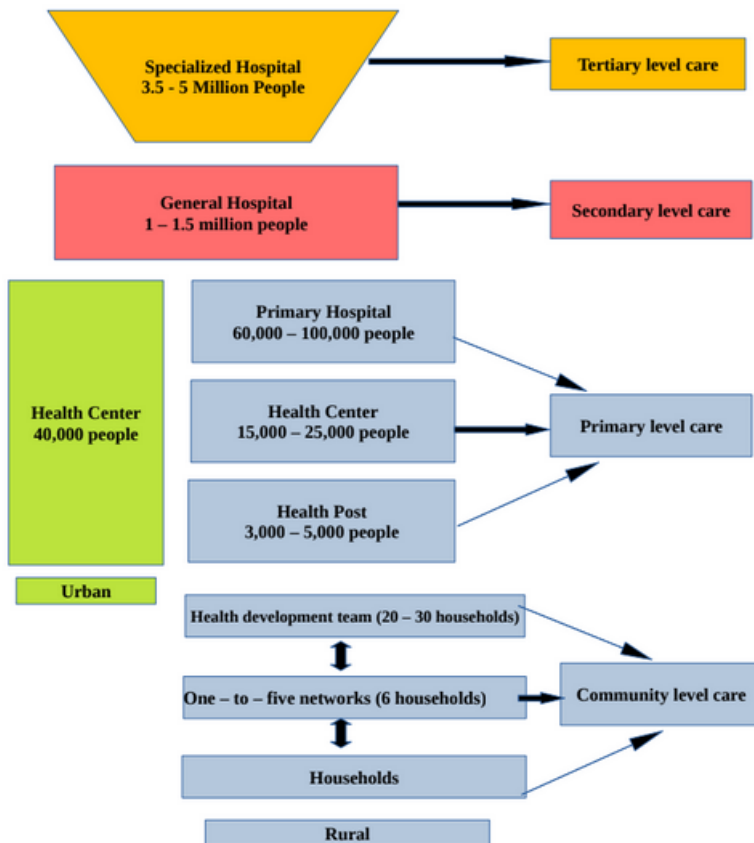 Specialized Hospital
3.5 - 5 Million People
Tertiary level care
General Hospital
1 – 1.5 million people
Secondary level care
Primary Hospital
60,000 – 100,000 people
Health Center
40,000 people
Health Center
15,000 – 25,000 people
Primary level care
Health Post
3,000 – 5,000 people
Urban
Health development team (20 – 30 households)
One – to – five networks (6 households)
Community level care
Households
Rural